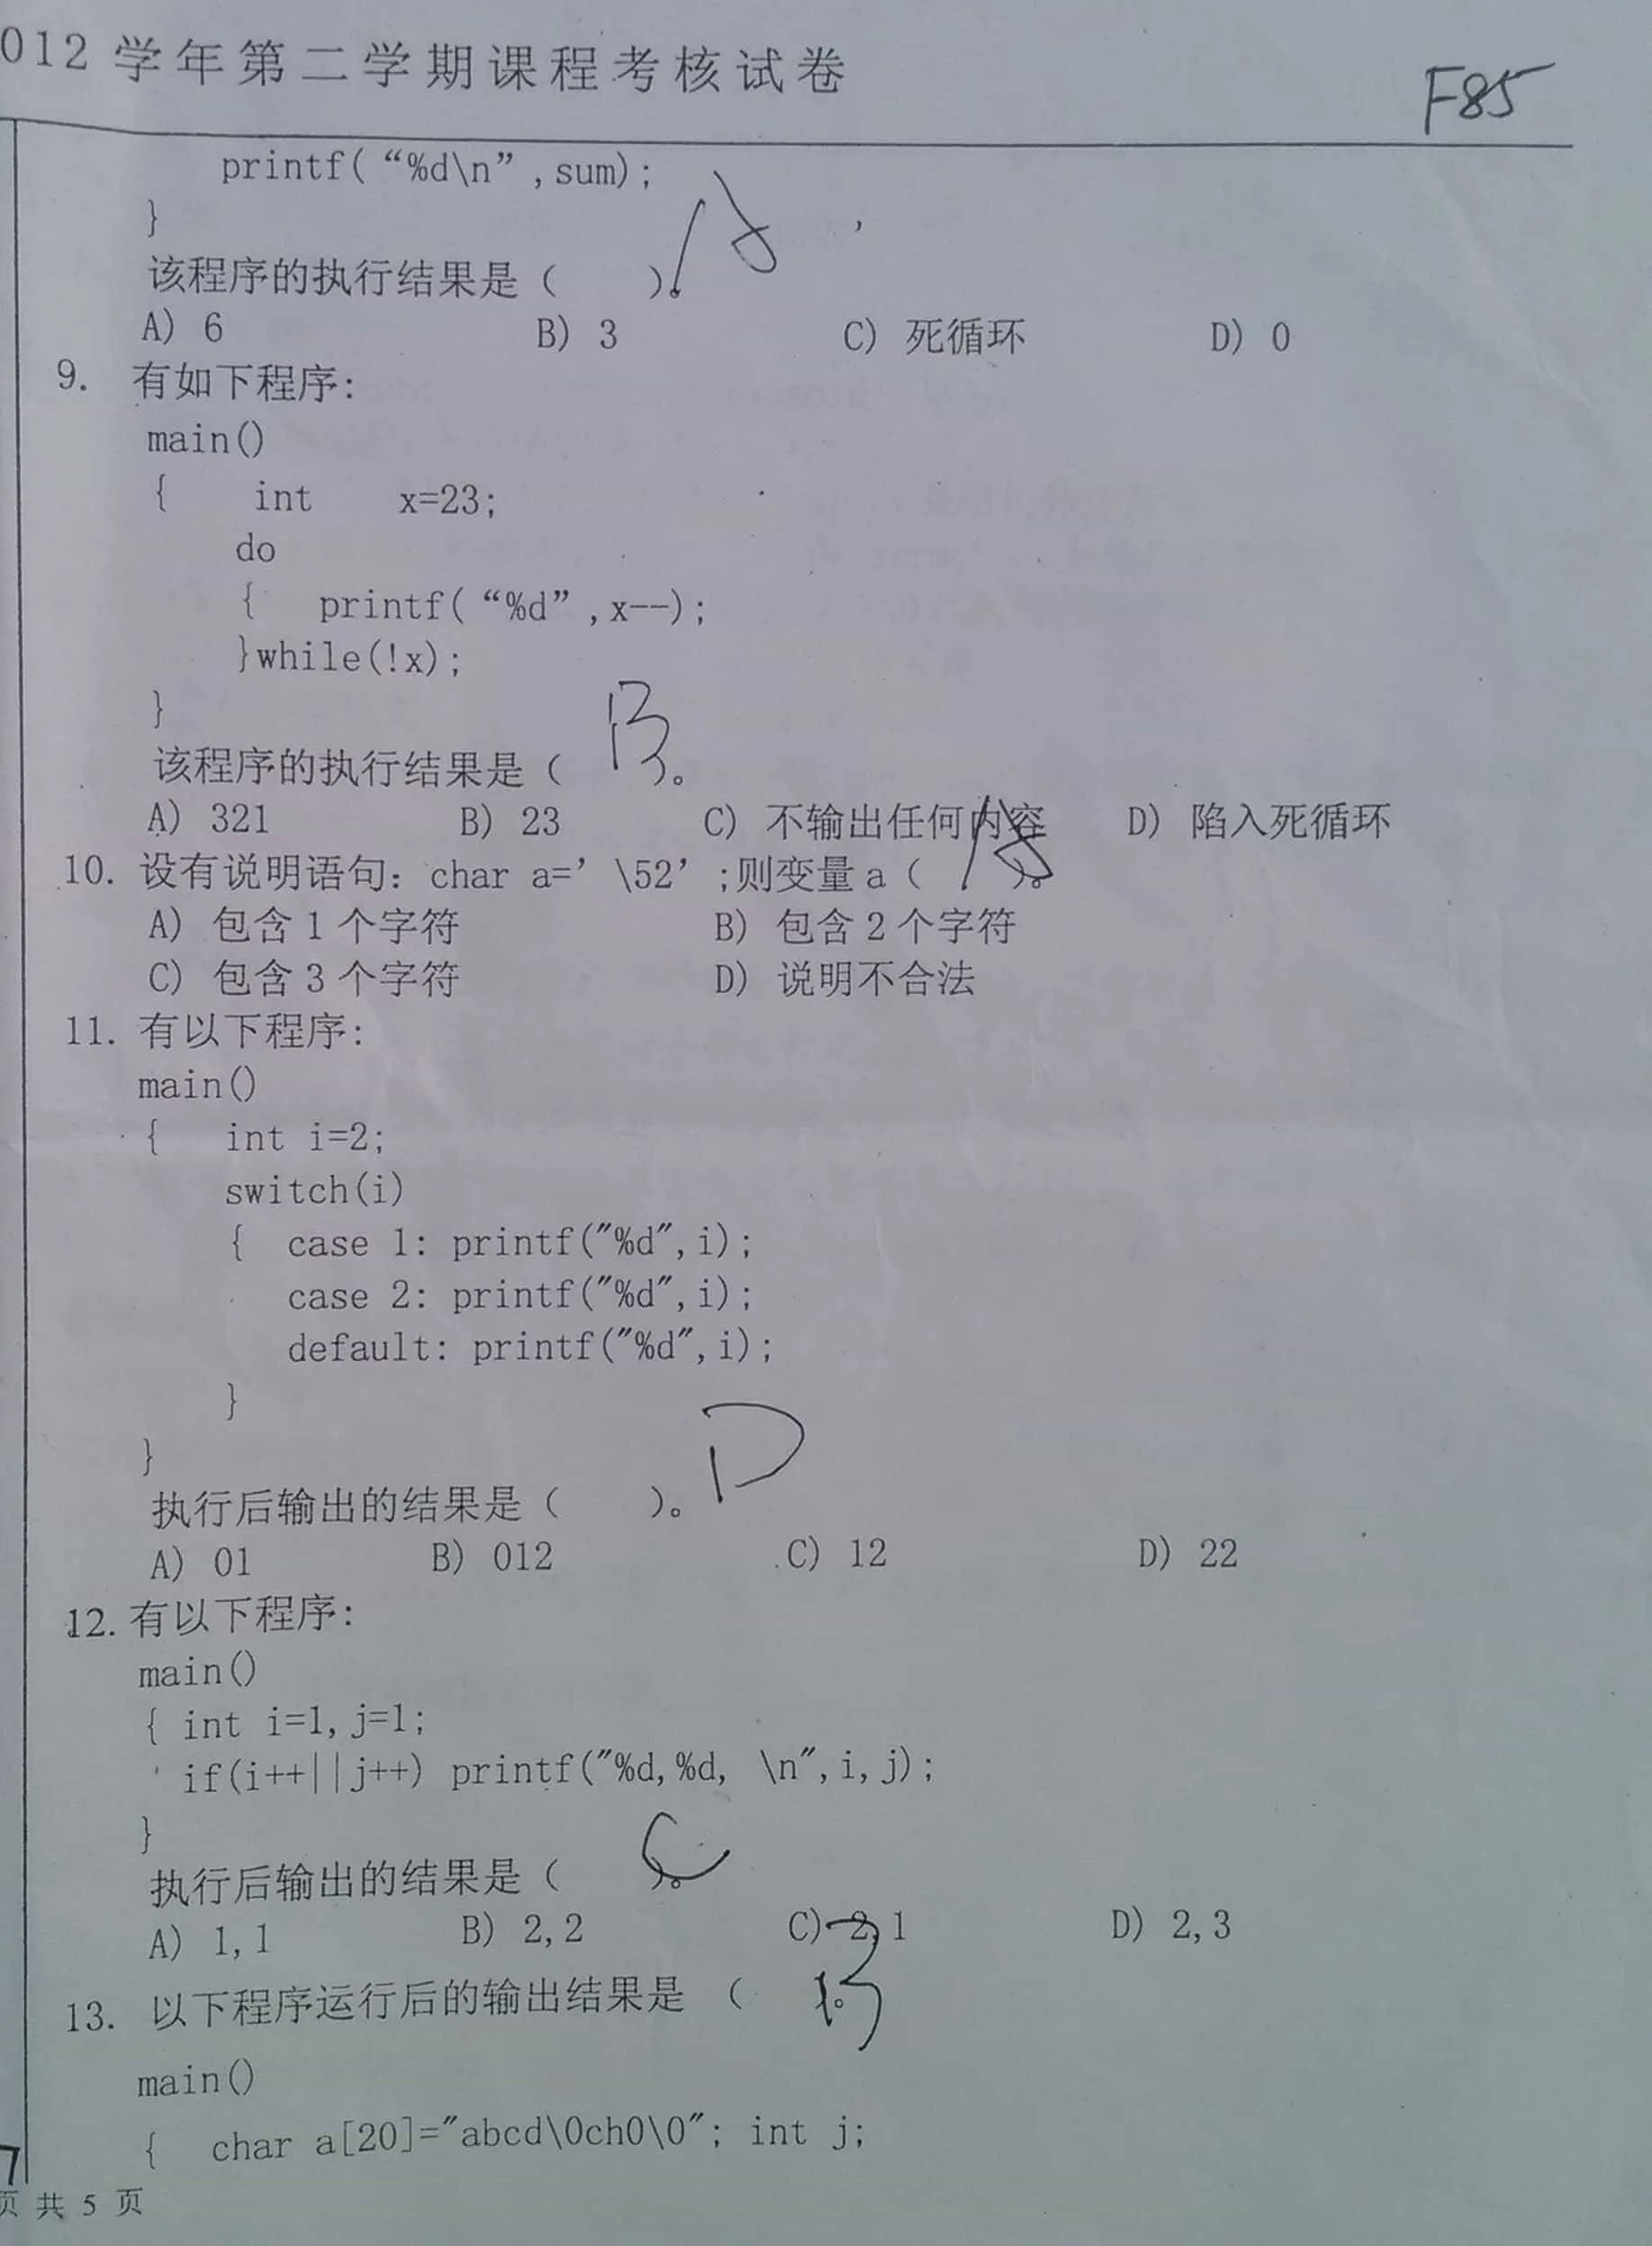 012 学年第二学期课程考核试卷
F85
printf(“%d\n”,sum);
}
该程序的执行结果是（ ）。 A
A) 6 B) 3 C) 死循环 D) 0
9. 有如下程序:
main()
{ int x=23;
do
{ printf(“%d”,x--);
}while(!x);
}
该程序的执行结果是（ B 。
A) 321 B) 23 C) 不输出任何内容 D) 陷入死循环
10. 设有说明语句: char a=’\52’;则变量 a（ A ）。
A) 包含 1 个字符 B) 包含 2 个字符
C) 包含 3 个字符 D) 说明不合法
11. 有以下程序:
main()
{ int i=2;
switch(i)
{ case 1: printf("%d",i);
case 2: printf("%d",i);
default: printf("%d",i);
}
}
执行后输出的结果是（ ）。 D
A) 01 B) 012 C) 12 D) 22
12. 有以下程序:
main()
{ int i=1,j=1;
if(i++||j++) printf("%d,%d, \n",i,j);
}
执行后输出的结果是（ C ）。
A) 1,1 B) 2,2 C) 2,1 D) 2,3
13. 以下程序运行后的输出结果是 （ B 。
main()
{ char a[20]="abcd\0ch0\0"; int j;
页 共 5 页